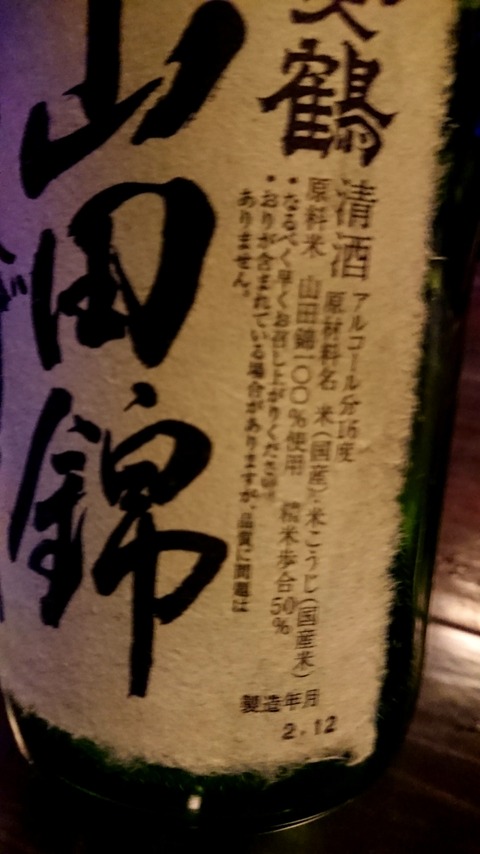 鶴
清酒
アルコール分16度
原材料名 米(国産)、米こうじ(国産米)
原料米 山田錦一〇〇%使用 精米歩合50%
・なるべく早くお召し上がりください。
・おりが含まれている場合がありますが、品質に問題は
ありません。
製造年月
2.12
山田錦